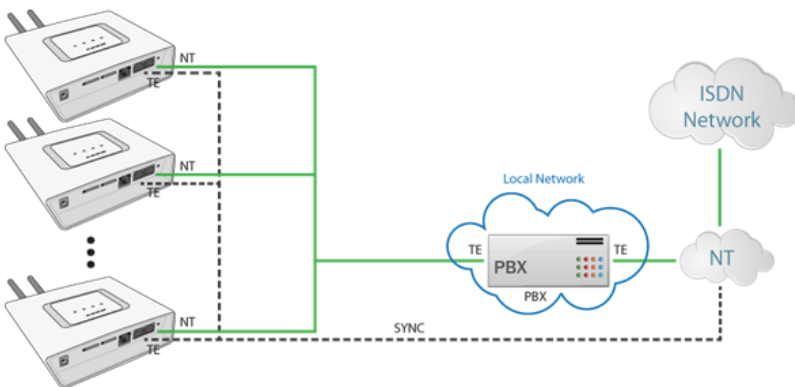 NT
TE
NT
TE
NT
TE
SYNC
Local Network
TE
PBX
TE
PBX
ISDN
Network
NT